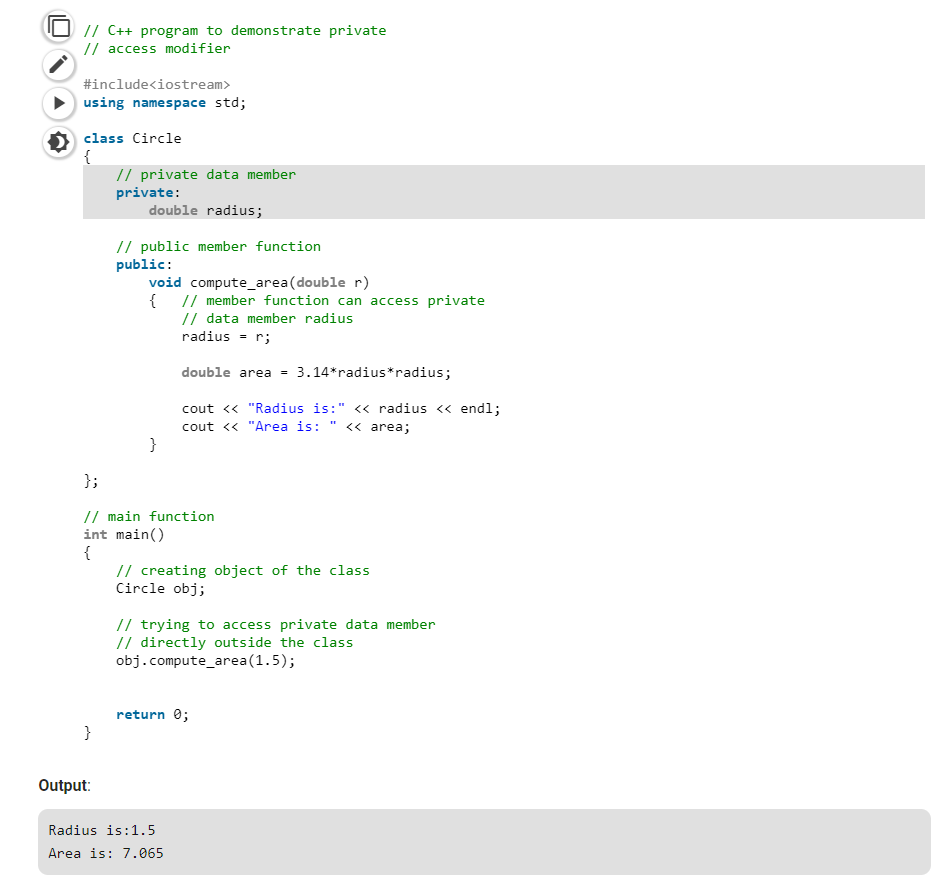 // C++ program to demonstrate private
// access modifier
#include<iostream>
using namespace std;
class Circle
{
// private data member
private:
double radius;
// public member function
public:
void compute_area(double r)
{ // member function can access private
// data member radius
radius = r;
double area = 3.14*radius*radius;
cout << "Radius is:" << radius << endl;
cout << "Area is: " << area;
}
};
// main function
int main()
{
// creating object of the class
Circle obj;
// trying to access private data member
// directly outside the class
obj.compute_area(1.5);
return 0;
}
Output:
Radius is:1.5
Area is: 7.065